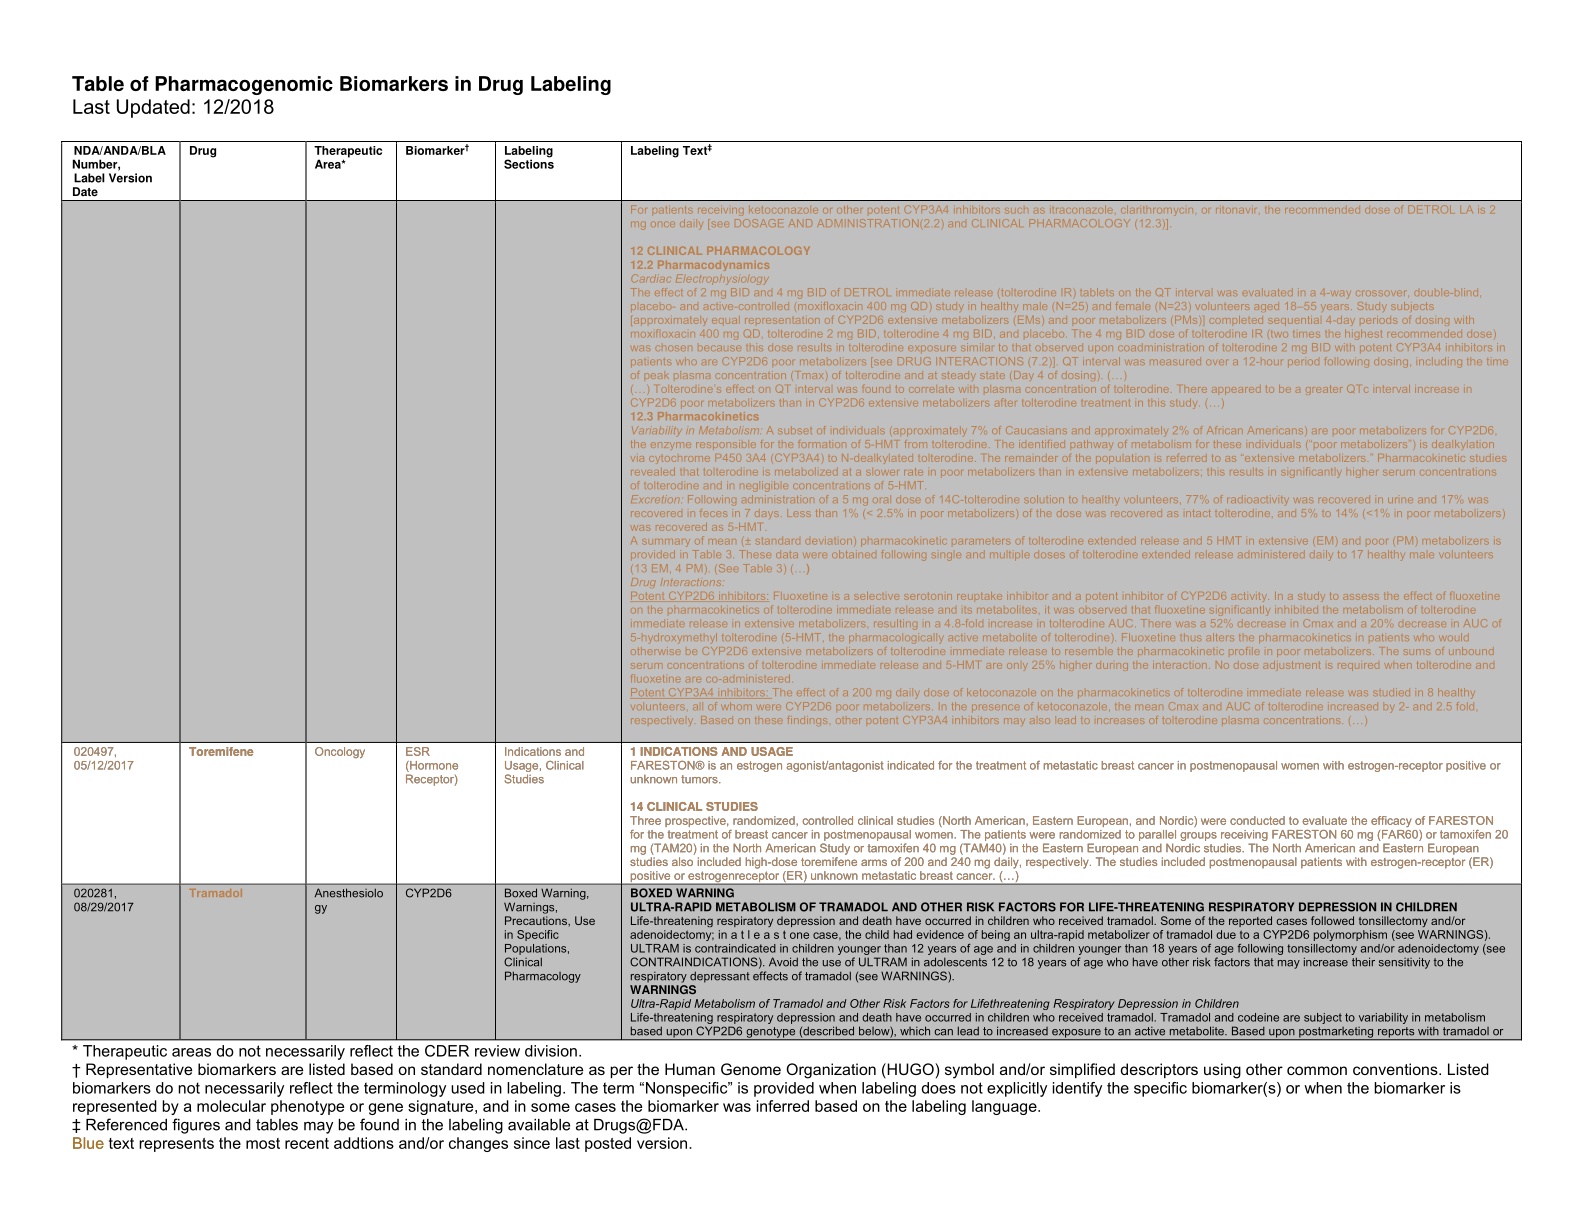 Table of Pharmacogenomic Biomarkers in Drug Labeling
Last Updated: 12/2018
NDA/ANDA/BLA
Number,
Label Version
Date
Drug
Therapeutic
Area*
Biomarker†
Labeling
Sections
Labeling Text‡
For patients receiving ketoconazole or other potent CYP3A4 inhibitors such as itraconazole, clarithromycin, or ritonavir, the recommended dose of DETROL LA is 2
mg once daily [see DOSAGE AND ADMINISTRATION(2.2) and CLINICAL PHARMACOLOGY (12.3)].
12 CLINICAL PHARMACOLOGY
12.2 Pharmacodynamics
Cardiac Electrophysiology
The effect of 2 mg BID and 4 mg BID of DETROL immediate release (tolterodine IR) tablets on the QT interval was evaluated in a 4-way crossover, double-blind,
placebo- and active-controlled (moxifloxacin 400 mg QD) study in healthy male (N=25) and female (N=23) volunteers aged 18–55 years. Study subjects
[approximately equal representation of CYP2D6 extensive metabolizers (EMs) and poor metabolizers (PMs)] completed sequential 4-day periods of dosing with
moxifloxacin 400 mg QD, tolterodine 2 mg BID, tolterodine 4 mg BID, and placebo. The 4 mg BID dose of tolterodine IR (two times the highest recommended dose)
was chosen because this dose results in tolterodine exposure similar to that observed upon coadministration of tolterodine 2 mg BID with potent CYP3A4 inhibitors in
patients who are CYP2D6 poor metabolizers [see DRUG INTERACTIONS (7.2)]. QT interval was measured over a 12-hour period following dosing, including the time
of peak plasma concentration (Tmax) of tolterodine and at steady state (Day 4 of dosing). (…)
(…) Tolterodine's effect on QT interval was found to correlate with plasma concentration of tolterodine. There appeared to be a greater QTc interval increase in
CYP2D6 poor metabolizers than in CYP2D6 extensive metabolizers after tolterodine treatment in this study. (…)
12.3 Pharmacokinetics
Variability in Metabolism: A subset of individuals (approximately 7% of Caucasians and approximately 2% of African Americans) are poor metabolizers for CYP2D6,
the enzyme responsible for the formation of 5-HMT from tolterodine. The identified pathway of metabolism for these individuals (“poor metabolizers”) is dealkylation
via cytochrome P450 3A4 (CYP3A4) to N-dealkylated tolterodine. The remainder of the population is referred to as “extensive metabolizers.” Pharmacokinetic studies
revealed that tolterodine is metabolized at a slower rate in poor metabolizers than in extensive metabolizers; this results in significantly higher serum concentrations
of tolterodine and in negligible concentrations of 5-HMT.
Excretion: Following administration of a 5 mg oral dose of 14C-tolterodine solution to healthy volunteers, 77% of radioactivity was recovered in urine and 17% was
recovered in feces in 7 days. Less than 1% (< 2.5% in poor metabolizers) of the dose was recovered as intact tolterodine, and 5% to 14% (<1% in poor metabolizers)
was recovered as 5-HMT.
A summary of mean (± standard deviation) pharmacokinetic parameters of tolterodine extended release and 5 HMT in extensive (EM) and poor (PM) metabolizers is
provided in Table 3. These data were obtained following single and multiple doses of tolterodine extended release administered daily to 17 healthy male volunteers
(13 EM, 4 PM). (See Table 3) (…)
Drug Interactions:
Potent CYP2D6 inhibitors: Fluoxetine is a selective serotonin reuptake inhibitor and a potent inhibitor of CYP2D6 activity. In a study to assess the effect of fluoxetine
on the pharmacokinetics of tolterodine immediate release and its metabolites, it was observed that fluoxetine significantly inhibited the metabolism of tolterodine
immediate release in extensive metabolizers, resulting in a 4.8-fold increase in tolterodine AUC. There was a 52% decrease in Cmax and a 20% decrease in AUC of
5-hydroxymethyl tolterodine (5-HMT, the pharmacologically active metabolite of tolterodine). Fluoxetine thus alters the pharmacokinetics in patients who would
otherwise be CYP2D6 extensive metabolizers of tolterodine immediate release to resemble the pharmacokinetic profile in poor metabolizers. The sums of unbound
serum concentrations of tolterodine immediate release and 5-HMT are only 25% higher during the interaction. No dose adjustment is required when tolterodine and
fluoxetine are co-administered.
Potent CYP3A4 inhibitors: The effect of a 200 mg daily dose of ketoconazole on the pharmacokinetics of tolterodine immediate release was studied in 8 healthy
volunteers, all of whom were CYP2D6 poor metabolizers. In the presence of ketoconazole, the mean Cmax and AUC of tolterodine increased by 2- and 2.5 fold,
respectively. Based on these findings, other potent CYP3A4 inhibitors may also lead to increases of tolterodine plasma concentrations. (…)
020497,
05/12/2017
Toremifene
Oncology
ESR
(Hormone
Receptor)
Indications and
Usage, Clinical
Studies
1 INDICATIONS AND USAGE
FARESTON® is an estrogen agonist/antagonist indicated for the treatment of metastatic breast cancer in postmenopausal women with estrogen-receptor positive or
unknown tumors.
14 CLINICAL STUDIES
Three prospective, randomized, controlled clinical studies (North American, Eastern European, and Nordic) were conducted to evaluate the efficacy of FARESTON
for the treatment of breast cancer in postmenopausal women. The patients were randomized to parallel groups receiving FARESTON 60 mg (FAR60) or tamoxifen 20
mg (TAM20) in the North American Study or tamoxifen 40 mg (TAM40) in the Eastern European and Nordic studies. The North American and Eastern European
studies also included high-dose toremifene arms of 200 and 240 mg daily, respectively. The studies included postmenopausal patients with estrogen-receptor (ER)
positive or estrogenreceptor (ER) unknown metastatic breast cancer. (…)
020281,
08/29/2017
Tramadol
Anesthesiolo
gy
CYP2D6
Boxed Warning,
Warnings,
Precautions, Use
in Specific
Populations,
Clinical
Pharmacology
BOXED WARNING
ULTRA-RAPID METABOLISM OF TRAMADOL AND OTHER RISK FACTORS FOR LIFE-THREATENING RESPIRATORY DEPRESSION IN CHILDREN
Life-threatening respiratory depression and death have occurred in children who received tramadol. Some of the reported cases followed tonsillectomy and/or
adenoidectomy; in a t l e a s t one case, the child had evidence of being an ultra-rapid metabolizer of tramadol due to a CYP2D6 polymorphism (see WARNINGS).
ULTRAM is contraindicated in children younger than 12 years of age and in children younger than 18 years of age following tonsillectomy and/or adenoidectomy (see
CONTRAINDICATIONS). Avoid the use of ULTRAM in adolescents 12 to 18 years of age who have other risk factors that may increase their sensitivity to the
respiratory depressant effects of tramadol (see WARNINGS).
WARNINGS
Ultra-Rapid Metabolism of Tramadol and Other Risk Factors for Lifethreatening Respiratory Depression in Children
Life-threatening respiratory depression and death have occurred in children who received tramadol. Tramadol and codeine are subject to variability in metabolism
based upon CYP2D6 genotype (described below), which can lead to increased exposure to an active metabolite. Based upon postmarketing reports with tramadol or
* Therapeutic areas do not necessarily reflect the CDER review division.
† Representative biomarkers are listed based on standard nomenclature as per the Human Genome Organization (HUGO) symbol and/or simplified descriptors using other common conventions. Listed
biomarkers do not necessarily reflect the terminology used in labeling. The term “Nonspecific” is provided when labeling does not explicitly identify the specific biomarker(s) or when the biomarker is
represented by a molecular phenotype or gene signature, and in some cases the biomarker was inferred based on the labeling language.
‡ Referenced figures and tables may be found in the labeling available at Drugs@FDA.
Blue text represents the most recent addtions and/or changes since last posted version.